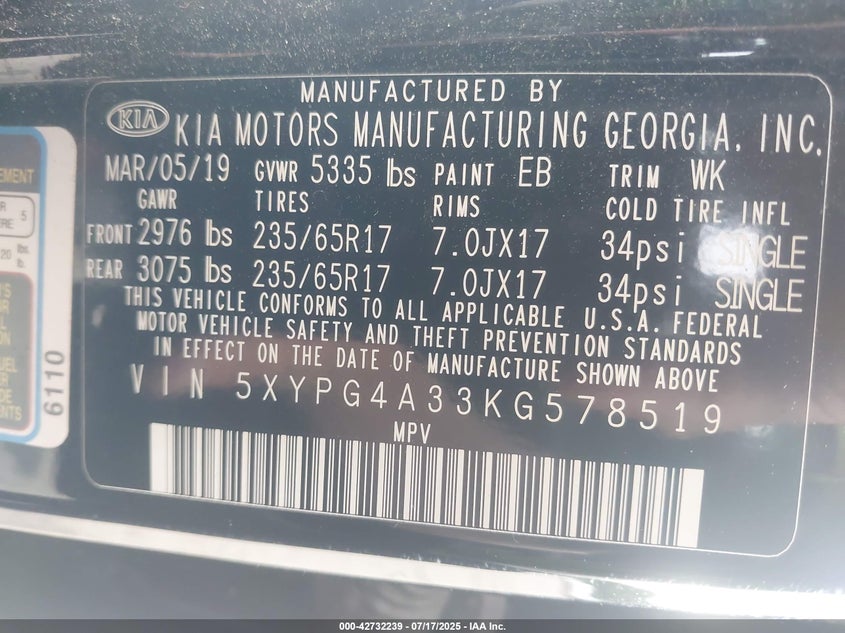 MANUFACTURED BY
KIA KIA MOTORS MANUFACTURING GEORGIA, INC.
MAR/05/19 GVWR 5335 lbs PAINT EB TRIM WK
GAWR TIRES RIMS COLD TIRE INFL
FRONT 2976 lbs 235/65R17 7.0JX17 34psi SINGLE
REAR 3075 lbs 235/65R17 7.0JX17 34psi SINGLE
THIS VEHICLE CONFORMS TO ALL APPLICABLE U.S.A. FEDERAL
MOTOR VEHICLE SAFETY AND THEFT PREVENTION STANDARDS
IN EFFECT ON THE DATE OF MANUFACTURE SHOWN ABOVE
VIN 5XYPG4A33KG578519
MPV
5
20 lbs.
lb.
6110
000-42732239 - 07/17/2025 - IAA Inc.